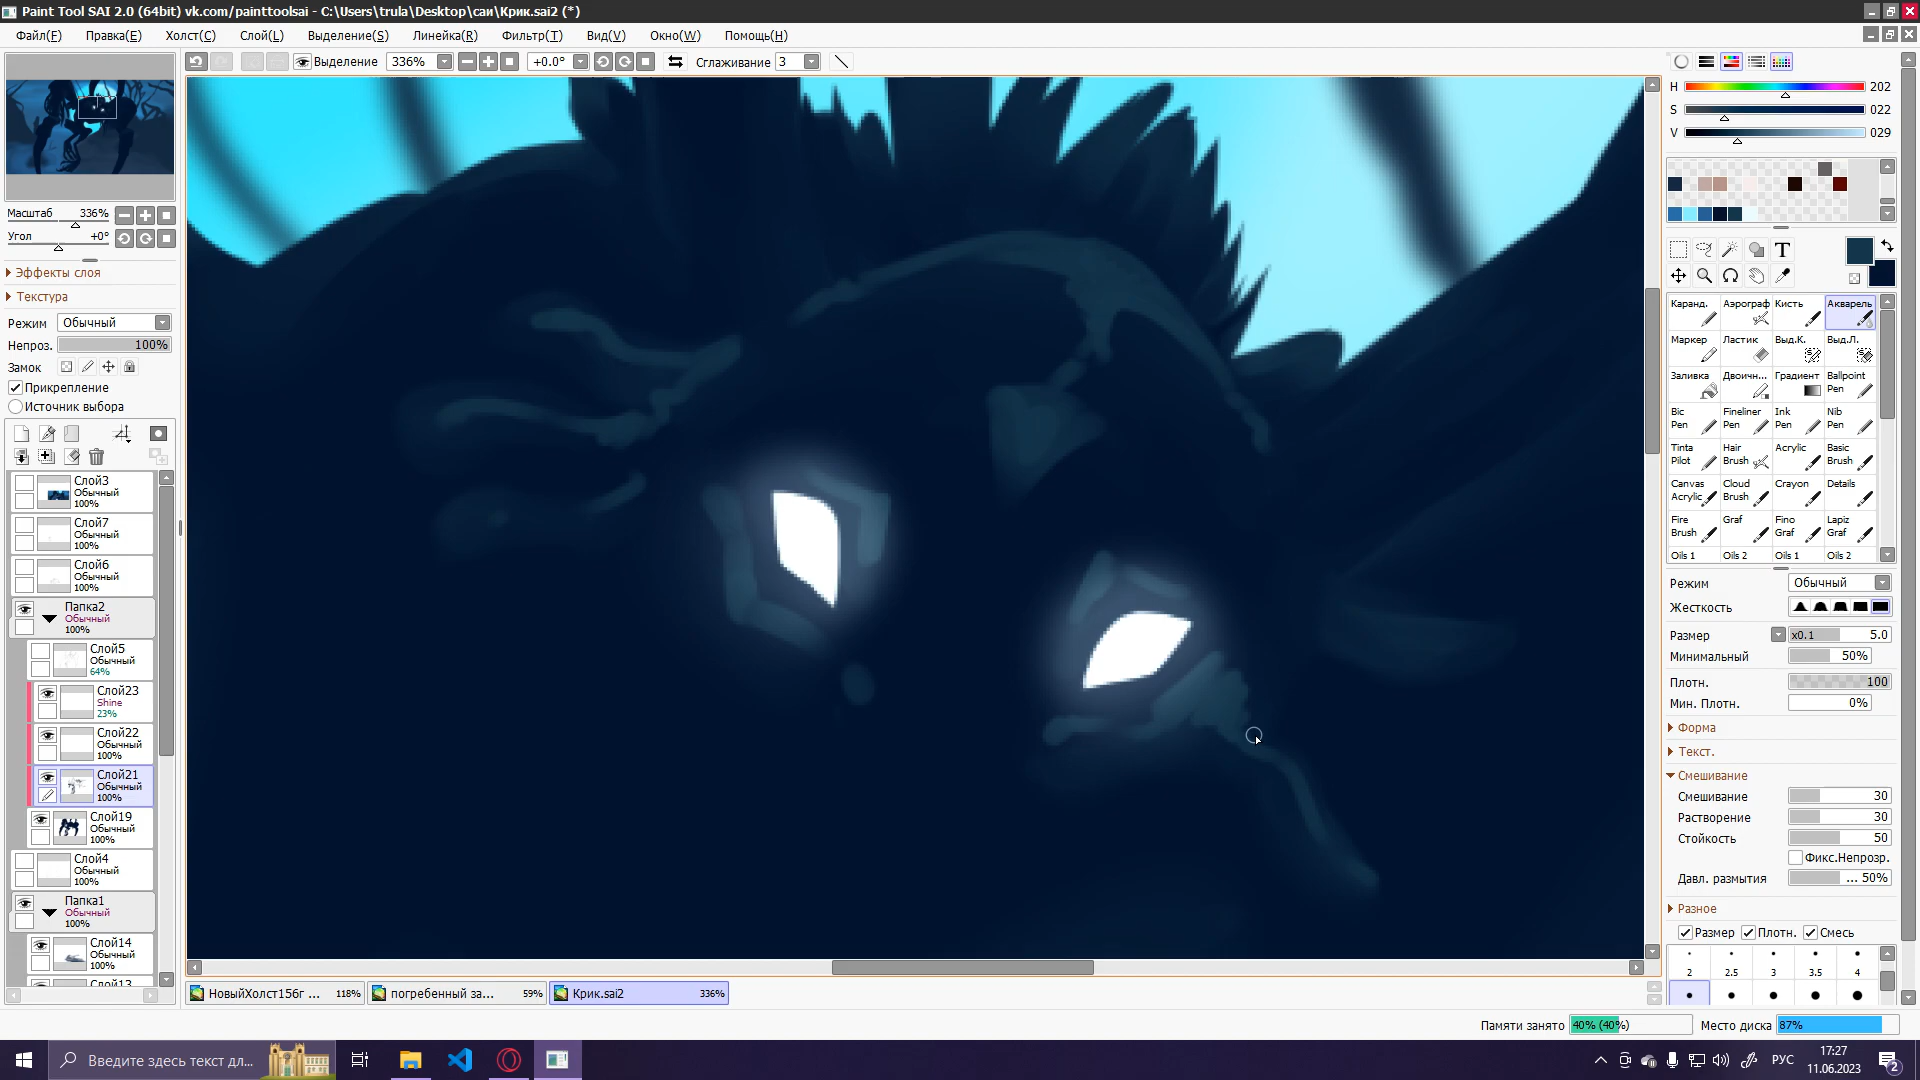 Paint Tool SAI 2.0 (64bit) vk.com/painttoolsai - C:\Users\trula\Desktop\саи\Крик.sai2 (*)
Файл(F) Правка(E) Холст(C) Слой(L) Выделение(S) Линейка(R) Фильтр(T) Вид(V) Окно(W) Помощь(H)
Выделение 336% +0.0° Сглаживание 3
Масштаб 336%
Угол +0°
Эффекты слоя
Текстура
Режим Обычный
Непроз. 100%
Замок
Прикрепление
Источник выбора
Слой3
Обычный
100%
Слой7
Обычный
100%
Слой6
Обычный
100%
Папка2
Обычный
100%
Слой5
Обычный
64%
Слой23
Shine
23%
Слой22
Обычный
100%
Слой21
Обычный
100%
Слой19
Обычный
100%
Слой4
Обычный
100%
Папка1
Обычный
100%
Слой14
Обычный
100%
Слой13
H 202
S 022
V 029
T
Каранд. Аэрограф Кисть Акварель
Маркер Ластик Выд.К. Выд.Л.
Заливка Двоичн... Градиент Ballpoint Pen
Bic Pen Fineliner Pen Ink Pen Nib Pen
Tinta Pilot Hair Brush Acrylic Basic Brush
Canvas Acrylic Cloud Brush Crayon Details
Fire Brush Graf Fino Graf Lapiz Graf
Oils 1 Oils 2 Oils 1 Oils 2
Режим Обычный
Жесткость
Размер x0.1 5.0
Минимальный 50%
Плотн. 100
Мин. Плотн. 0%
Форма
Текст.
Смешивание
Смешивание 30
Растворение 30
Стойкость 50
Фикс.Непрозр.
Давл. размытия ... 50%
Разное
Размер Плотн. Смесь
2 2.5 3 3.5 4
НовыйХолст156г ... 118% погребенный за... 59% Крик.sai2 336%
Памяти занято 40% (40%) Место диска 87%
Введите здесь текст дл...
РУС
17:27
11.06.2023
2